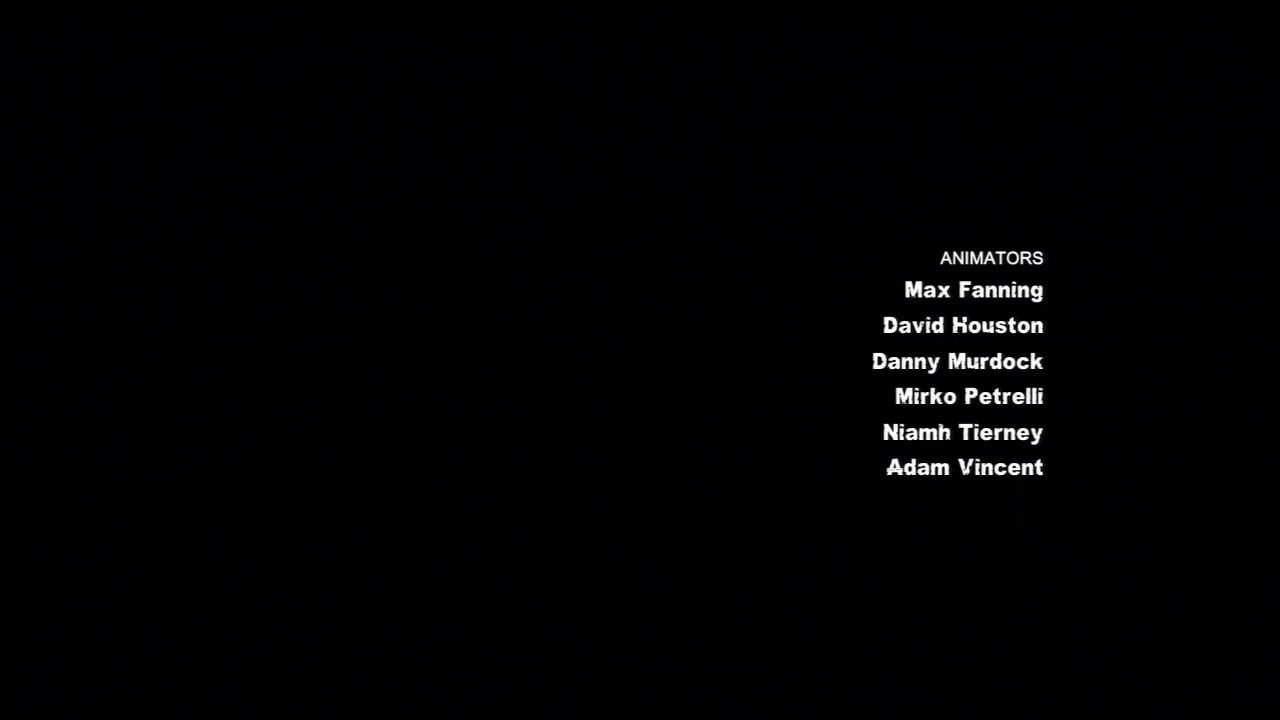 ANIMATORS
Max Fanning
David Houston
Danny Murdock
Mirko Petrelli
Niamh Tierney
Adam Vincent